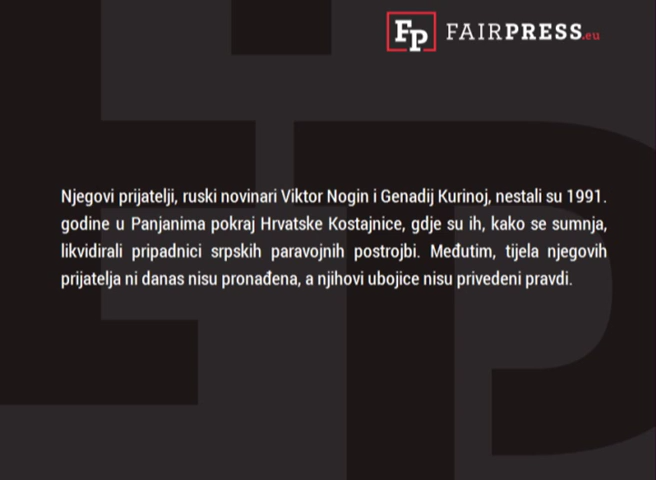 FP FAIRPRESS.eu
Njegovi prijatelji, ruski novinari Viktor Nogin i Genadij Kurinoj, nestali su 1991.
godine u Panjanima pokraj Hrvatske Kostajnice, gdje su ih, kako se sumnja,
likvidirali pripadnici srpskih paravojnih postrojbi. Međutim, tijela njegovih
prijatelja ni danas nisu pronađena, a njihovi ubojice nisu privedeni pravdi.